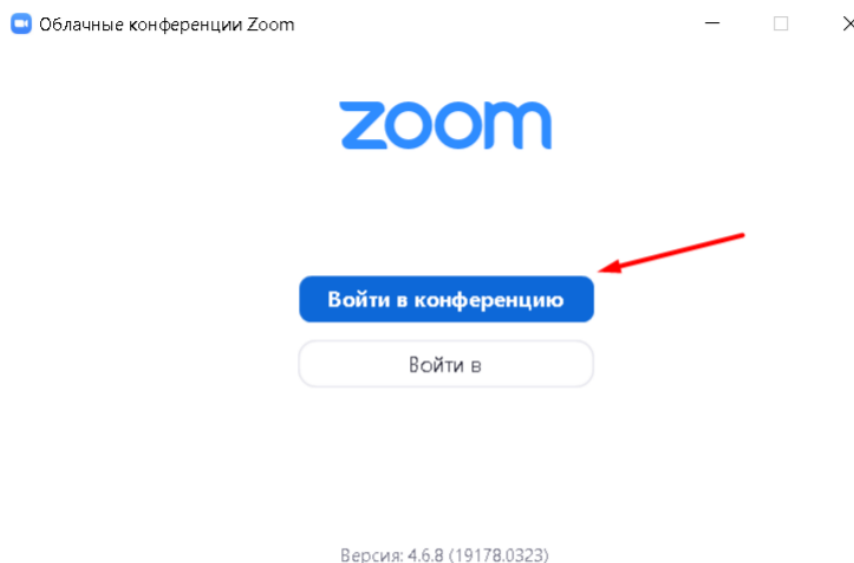 Облачные конференции Zoom
zoom
Войти в конференцию
Войти в
Версия: 4.6.8 (19178.0323)